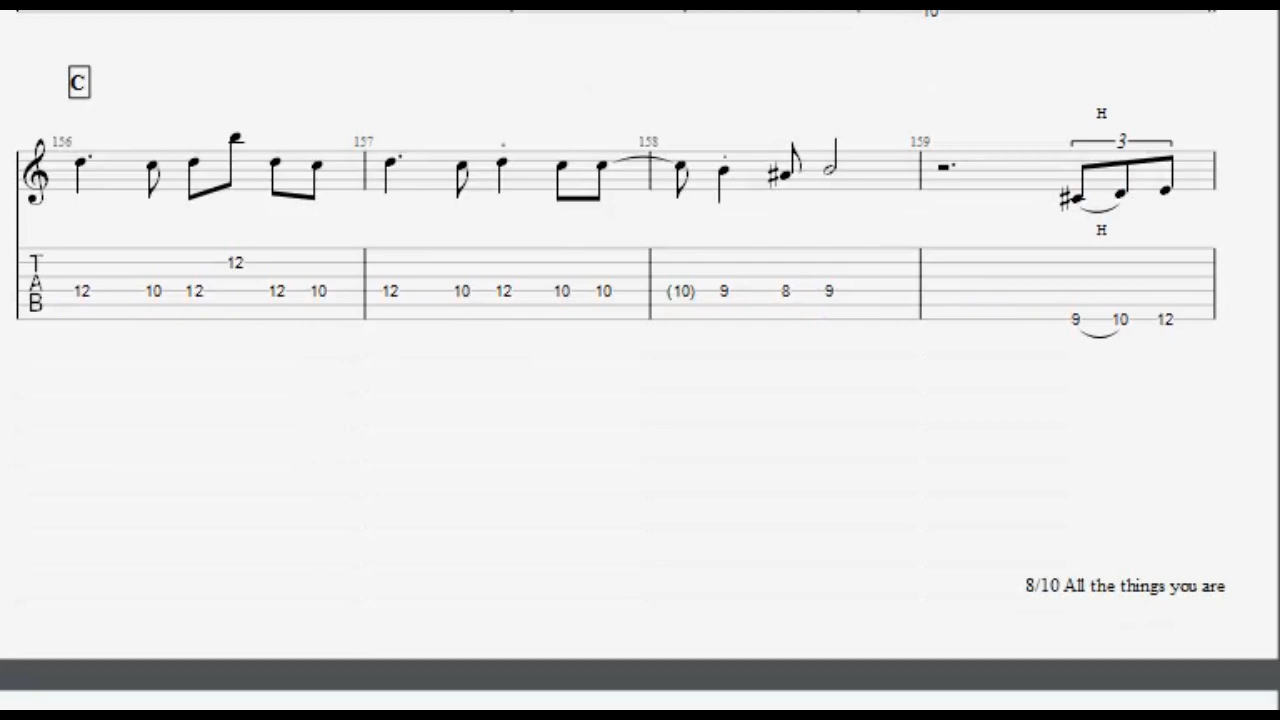 10
C
H
156 157 158 159
3
H
T 12
A 12 10 12 12 10 12 10 12 10 10 (10) 9 8 9
B
9 10 12
8/10 All the things you are